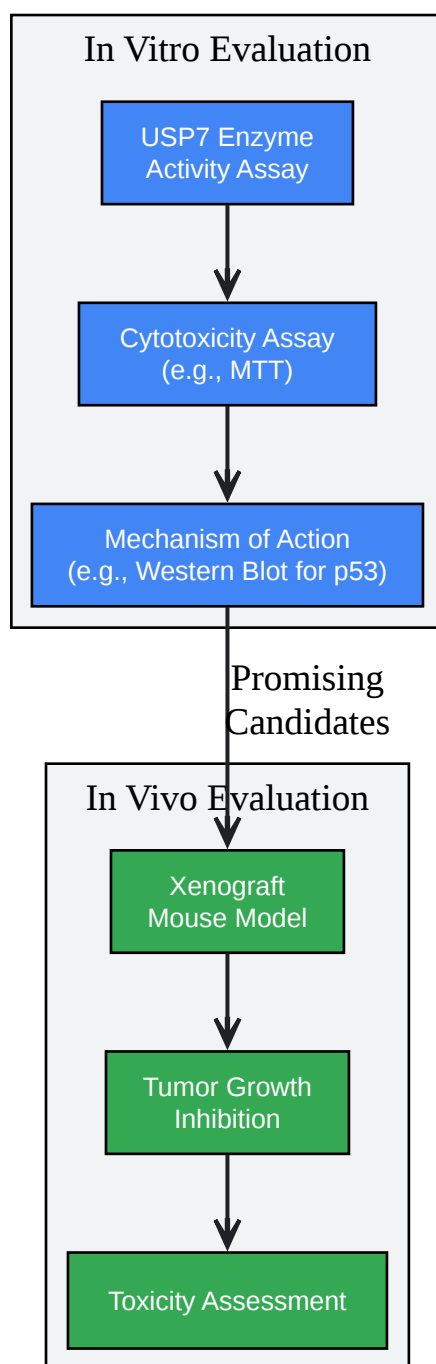 In Vitro Evaluation
USP7 Enzyme
Activity Assay
Cytotoxicity Assay
(e.g., MTT)
Mechanism of Action
(e.g., Western Blot for p53)
Promising
Candidates
In Vivo Evaluation
Xenograft
Mouse Model
Tumor Growth
Inhibition
Toxicity Assessment